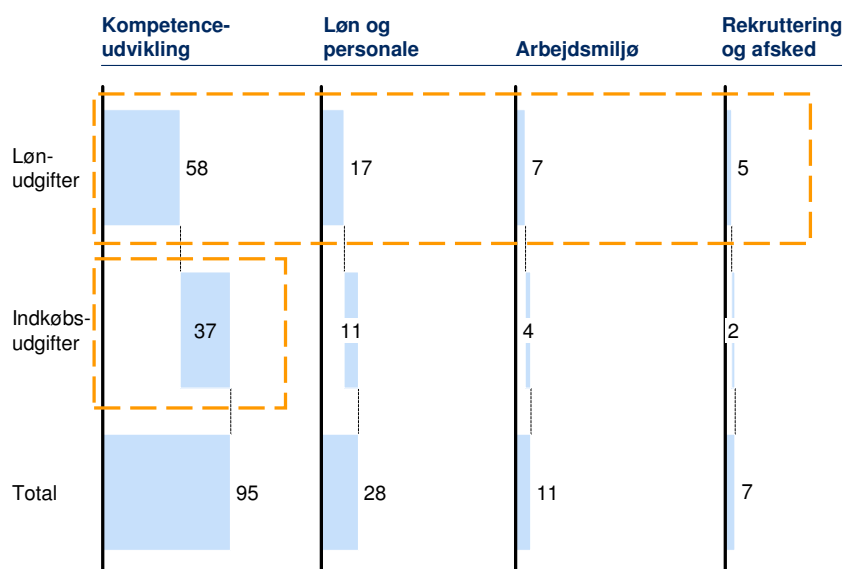 Kompetence-
udvikling
Løn og
personale
Arbejdsmiljø
Rekruttering
og afsked
Løn-
udgifter
58
17
7
5
Indkøbs-
udgifter
37
11
4
2
Total
95
28
11
7